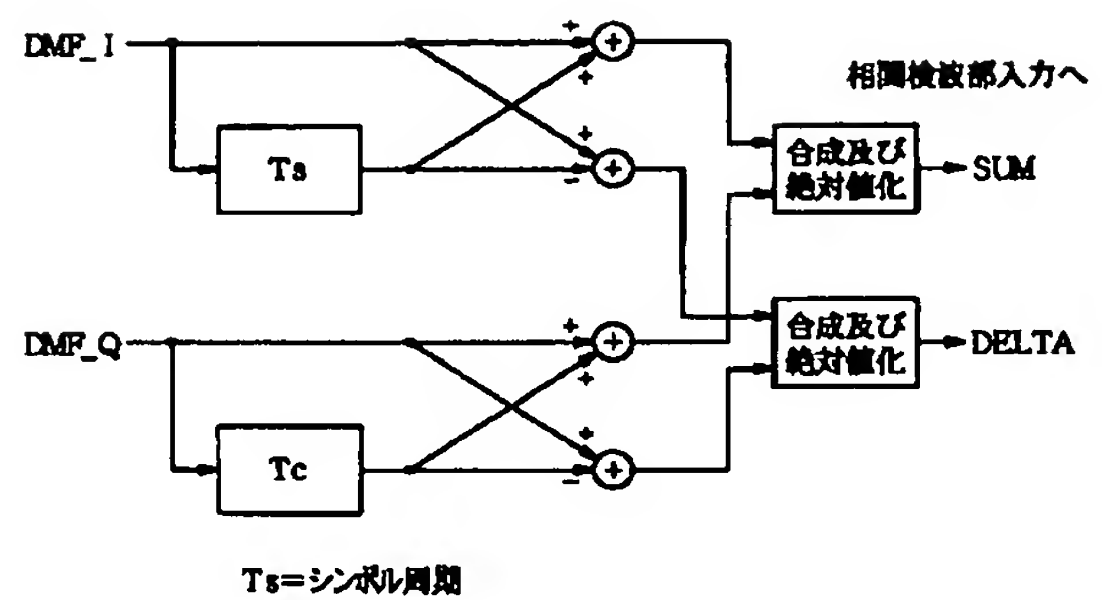 DMF_I
相関検波部入力へ
Ts
合成及び
絶対値化
SUM
DMF_Q
合成及び
絶対値化
DELTA
Tc
Ts=シンボル周期